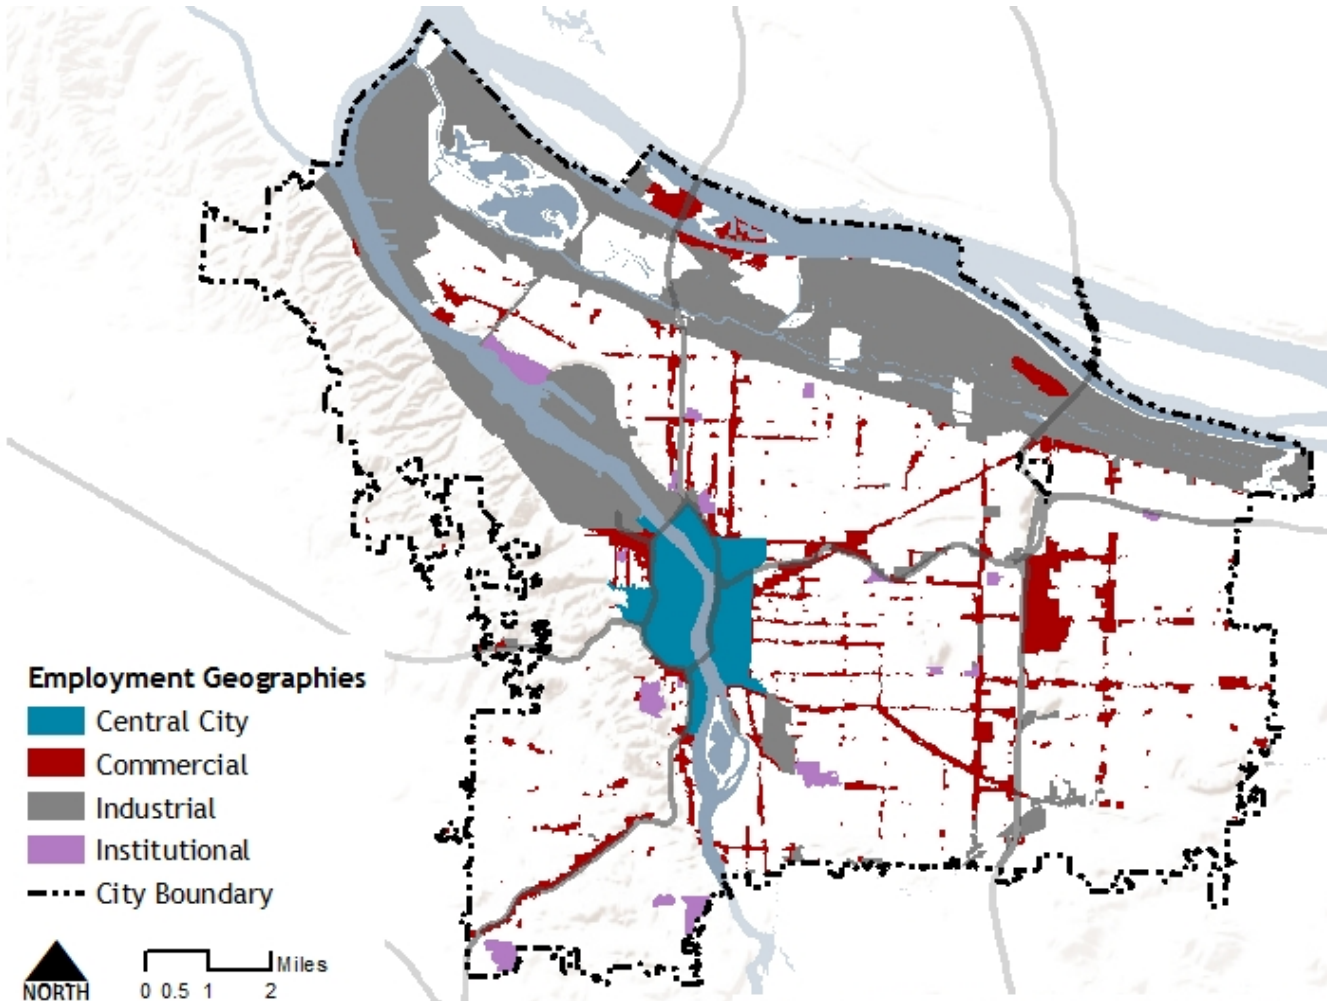 Employment Geographies
Central City
Commercial
Industrial
Institutional
City Boundary
NORTH
Miles
0 0.5 1 2